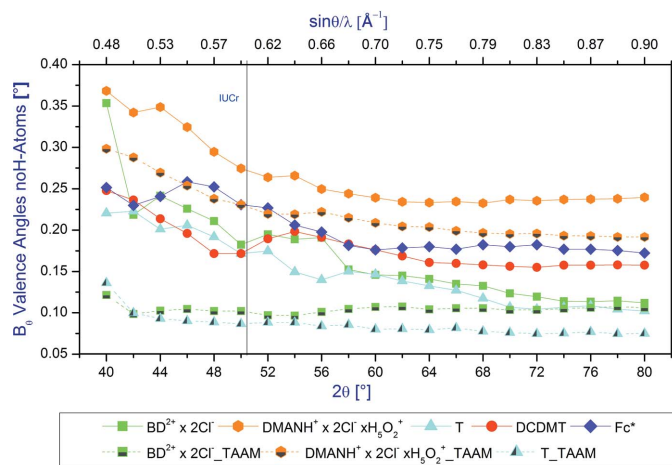 sinθ/λ [Å⁻¹]
0.48 0.53 0.57 0.62 0.66 0.70 0.75 0.79 0.83 0.87 0.90
0.40
0.35
0.30
0.25
0.20
0.15
0.10
0.05
B_θ Valence Angles noH-Atoms [°]
IUCr
40 44 48 52 56 60 64 68 72 76 80
2θ [°]
BD²⁺ x 2Cl⁻ DMANH⁺ x 2Cl⁻ xH₅O₂⁺ T DCDMT Fc*
BD²⁺ x 2Cl⁻_TAAM DMANH⁺ x 2Cl⁻ xH₅O₂⁺_TAAM T_TAAM